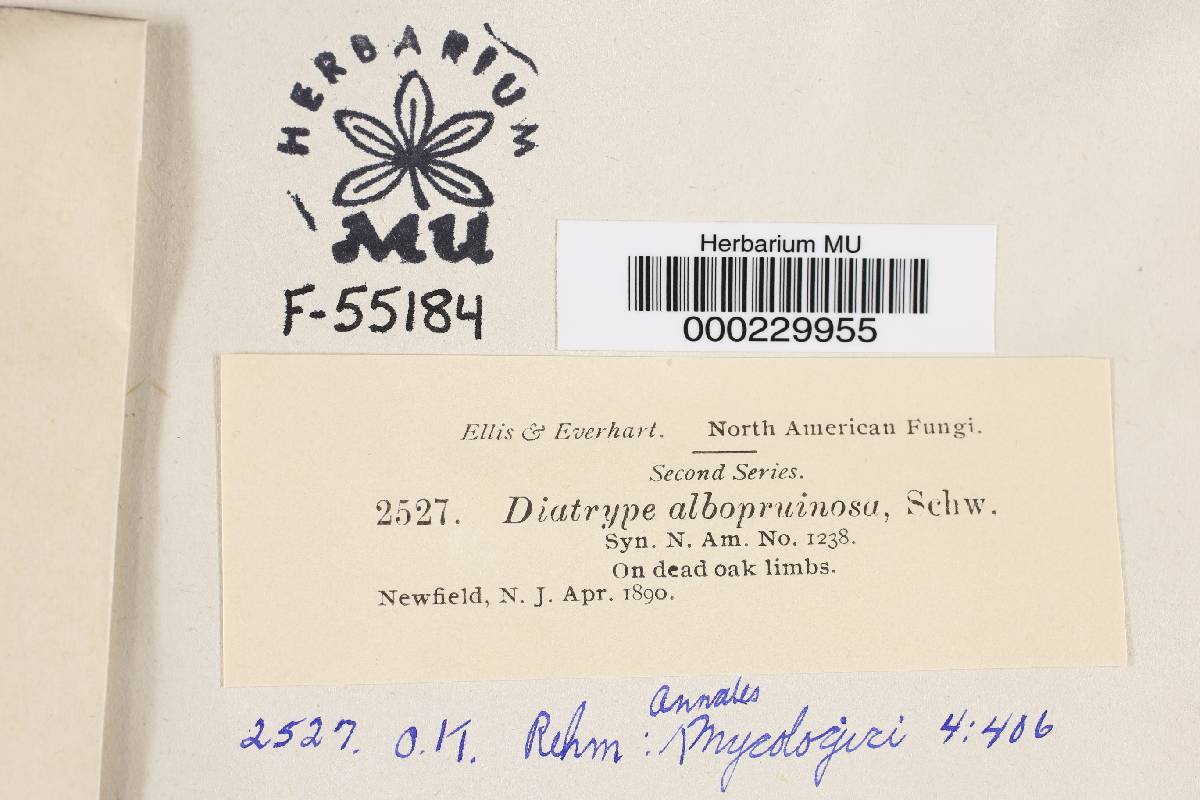 HERBARIUM
MU
F-55184
Herbarium MU
000229955
Ellis & Everhart. North American Fungi.
Second Series.
2527. Diatrype albopruinosa, Schw.
Syn. N. Am. No. 1238.
On dead oak limbs.
Newfield, N. J. Apr. 1890.
Annales
2527. O.K. Rehm: Mycologici 4:406